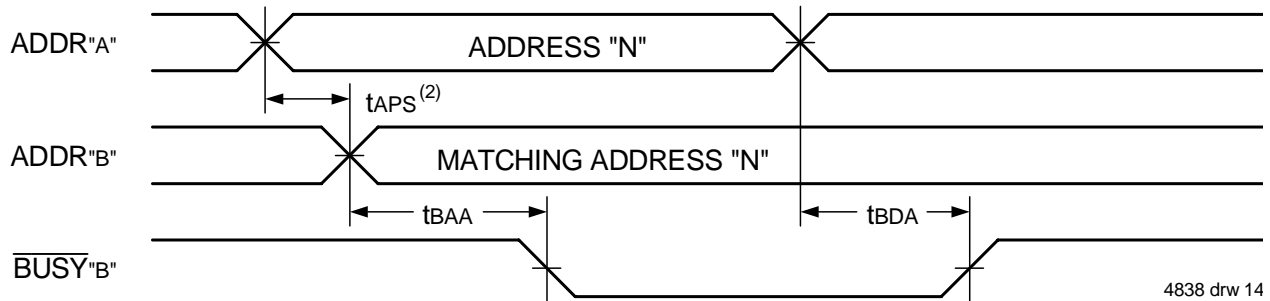 ADDR"A"
ADDRESS "N"
tAPS(2)
ADDR"B"
MATCHING ADDRESS "N"
tBAA
tBDA
BUSY"B"
4838 drw 14